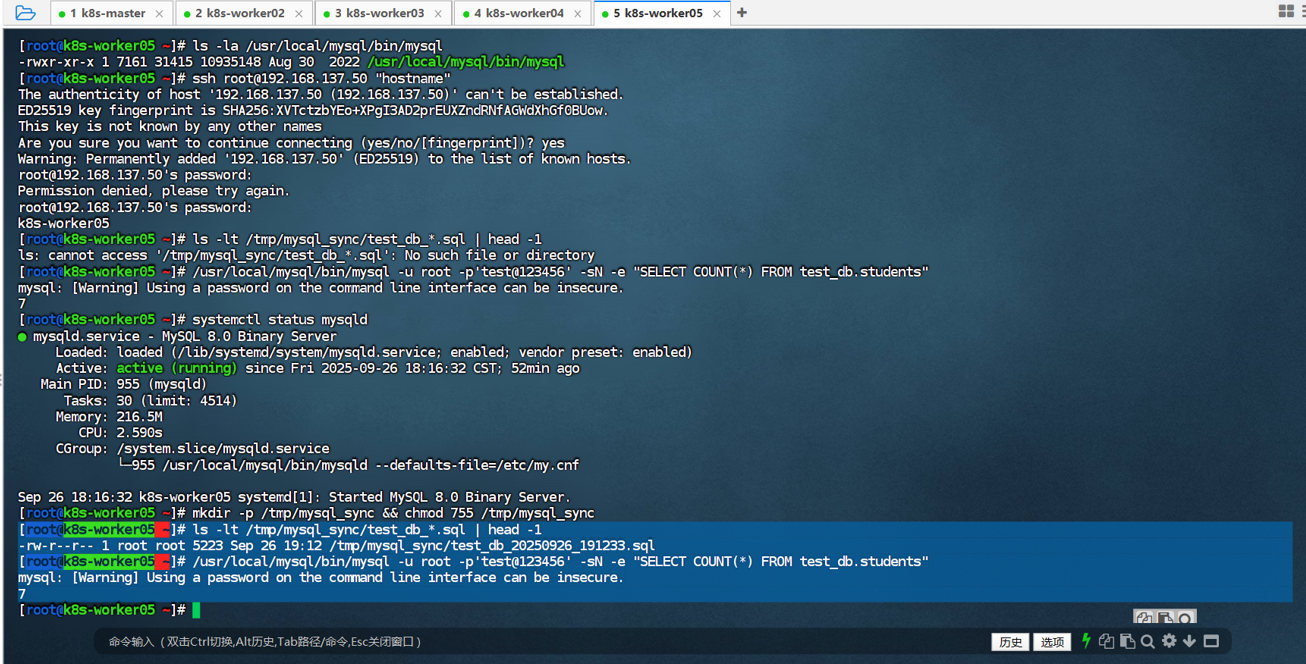 1 k8s-master × 2 k8s-worker02 × 3 k8s-worker03 × 4 k8s-worker04 × 5 k8s-worker05 × +
[root@k8s-worker05 ~]# ls -la /usr/local/mysql/bin/mysql
-rwxr-xr-x 1 7161 31415 10935148 Aug 30  2022 /usr/local/mysql/bin/mysql
[root@k8s-worker05 ~]# ssh root@192.168.137.50 "hostname"
The authenticity of host '192.168.137.50 (192.168.137.50)' can't be established.
ED25519 key fingerprint is SHA256:XVTctzbYEo+XPgI3AD2prEUXZndRNfAGWdXhGf0BUow.
This key is not known by any other names
Are you sure you want to continue connecting (yes/no/[fingerprint])? yes
Warning: Permanently added '192.168.137.50' (ED25519) to the list of known hosts.
root@192.168.137.50's password:
Permission denied, please try again.
root@192.168.137.50's password:
k8s-worker05
[root@k8s-worker05 ~]# ls -lt /tmp/mysql_sync/test_db_*.sql | head -1
ls: cannot access '/tmp/mysql_sync/test_db_*.sql': No such file or directory
[root@k8s-worker05 ~]# /usr/local/mysql/bin/mysql -u root -p'test@123456' -sN -e "SELECT COUNT(*) FROM test_db.students"
mysql: [Warning] Using a password on the command line interface can be insecure.
7
[root@k8s-worker05 ~]# systemctl status mysqld
● mysqld.service - MySQL 8.0 Binary Server
     Loaded: loaded (/lib/systemd/system/mysqld.service; enabled; vendor preset: enabled)
     Active: active (running) since Fri 2025-09-26 18:16:32 CST; 52min ago
   Main PID: 955 (mysqld)
      Tasks: 30 (limit: 4514)
     Memory: 216.5M
        CPU: 2.590s
     CGroup: /system.slice/mysqld.service
             └─955 /usr/local/mysql/bin/mysqld --defaults-file=/etc/my.cnf
Sep 26 18:16:32 k8s-worker05 systemd[1]: Started MySQL 8.0 Binary Server.
[root@k8s-worker05 ~]# mkdir -p /tmp/mysql_sync && chmod 755 /tmp/mysql_sync
[root@k8s-worker05 ~]# ls -lt /tmp/mysql_sync/test_db_*.sql | head -1
-rw-r--r-- 1 root root 5223 Sep 26 19:12 /tmp/mysql_sync/test_db_20250926_191233.sql
[root@k8s-worker05 ~]# /usr/local/mysql/bin/mysql -u root -p'test@123456' -sN -e "SELECT COUNT(*) FROM test_db.students"
mysql: [Warning] Using a password on the command line interface can be insecure.
7
[root@k8s-worker05 ~]#
命令输入 (双击Ctrl切换,Alt历史,Tab路径/命令,Esc关闭窗口) 历史 选项